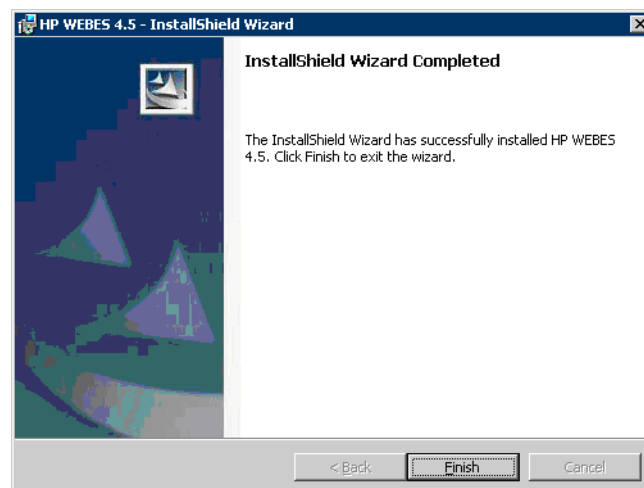 HP WEBES 4.5 - InstallShield Wizard
InstallShield Wizard Completed
The InstallShield Wizard has successfully installed HP WEBES
4.5. Click Finish to exit the wizard.
< Back
Finish
Cancel